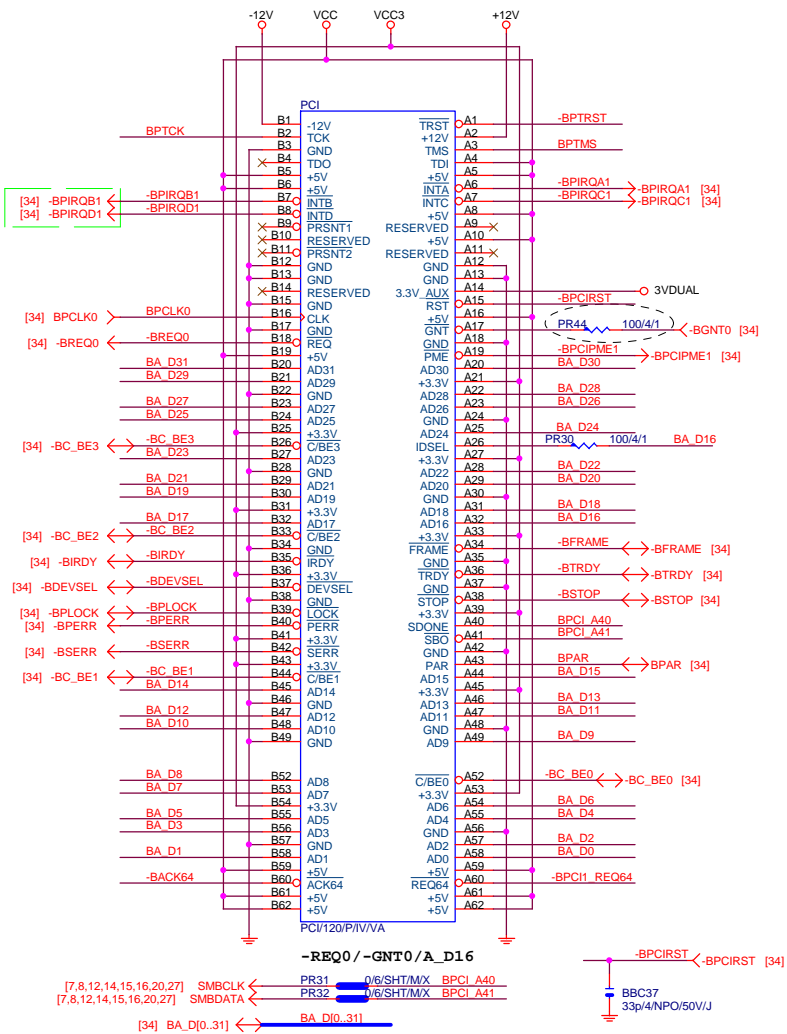 -12V VCC VCC3 +12V
PCI
B1 -12V TRST A1 -BPTRST
BPTCK B2 TCK +12V A2
B3 GND TMS A3 BPTMS
B4 TDO TDI A4
B5 +5V +5V A5
B6 +5V INTA A6 -BPIRQA1 -BPIRQA1 [34]
[34] -BPIRQB1 -BPIRQB1 B7 INTB INTC A7 -BPIRQC1 -BPIRQC1 [34]
[34] -BPIRQD1 -BPIRQD1 B8 INTD +5V A8
B9 PRSNT1 RESERVED A9
B10 RESERVED +5V A10
B11 PRSNT2 RESERVED A11
B12 GND GND A12
B13 GND GND A13
B14 RESERVED 3.3V_AUX A14 3VDUAL
B15 GND RST A15 -BPCIRST
[34] BPCLK0 BPCLK0 B16 CLK +5V A16
B17 GND GNT A17 PR44 100/4/1 -BGNT0 [34]
[34] -BREQ0 -BREQ0 B18 REQ GND A18
B19 +5V PME A19 -BPCIPME1 -BPCIPME1 [34]
BA_D31 B20 AD31 AD30 A20 BA_D30
BA_D29 B21 AD29 +3.3V A21
B22 GND AD28 A22 BA_D28
BA_D27 B23 AD27 AD26 A23 BA_D26
BA_D25 B24 AD25 GND A24
B25 +3.3V AD24 A25 BA_D24
[34] -BC_BE3 -BC_BE3 B26 C/BE3 IDSEL A26 PR30 100/4/1 BA_D16
BA_D23 B27 AD23 +3.3V A27
B28 GND AD22 A28 BA_D22
BA_D21 B29 AD21 AD20 A29 BA_D20
BA_D19 B30 AD19 GND A30
B31 +3.3V AD18 A31 BA_D18
BA_D17 B32 AD17 AD16 A32 BA_D16
[34] -BC_BE2 -BC_BE2 B33 C/BE2 +3.3V A33
B34 GND FRAME A34 -BFRAME -BFRAME [34]
[34] -BIRDY -BIRDY B35 IRDY GND A35
B36 +3.3V TRDY A36 -BTRDY -BTRDY [34]
[34] -BDEVSEL -BDEVSEL B37 DEVSEL GND A37
B38 GND STOP A38 -BSTOP -BSTOP [34]
[34] -BPLOCK -BPLOCK B39 LOCK +3.3V A39
[34] -BPERR -BPERR B40 PERR SDONE A40 BPCI_A40
B41 +3.3V SBO A41 BPCI_A41
[34] -BSERR -BSERR B42 SERR GND A42
B43 +3.3V PAR A43 BPAR BPAR [34]
[34] -BC_BE1 -BC_BE1 B44 C/BE1 AD15 A44 BA_D15
BA_D14 B45 AD14 +3.3V A45
B46 GND AD13 A46 BA_D13
BA_D12 B47 AD12 AD11 A47 BA_D11
BA_D10 B48 AD10 GND A48
B49 GND AD9 A49 BA_D9
BA_D8 B52 AD8 C/BE0 A52 -BC_BE0 -BC_BE0 [34]
BA_D7 B53 AD7 +3.3V A53
B54 +3.3V AD6 A54 BA_D6
BA_D5 B55 AD5 AD4 A55 BA_D4
BA_D3 B56 AD3 GND A56
B57 GND AD2 A57 BA_D2
BA_D1 B58 AD1 AD0 A58 BA_D0
B59 +5V +5V A59
-BACK64 B60 ACK64 REQ64 A60 -BPCI1_REQ64
B61 +5V +5V A61
B62 +5V +5V A62
PCI/120/P/IV/VA
-REQ0/-GNT0/A_D16
[7,8,12,14,15,16,20,27] SMBCLK PR31 0/6/SHT/M/X BPCI_A40
[7,8,12,14,15,16,20,27] SMBDATA PR32 0/6/SHT/M/X BPCI_A41
[34] BA_D[0..31] BA_D[0..31]
-BPCIRST -BPCIRST [34]
BBC37
33p/4/NPO/50V/J